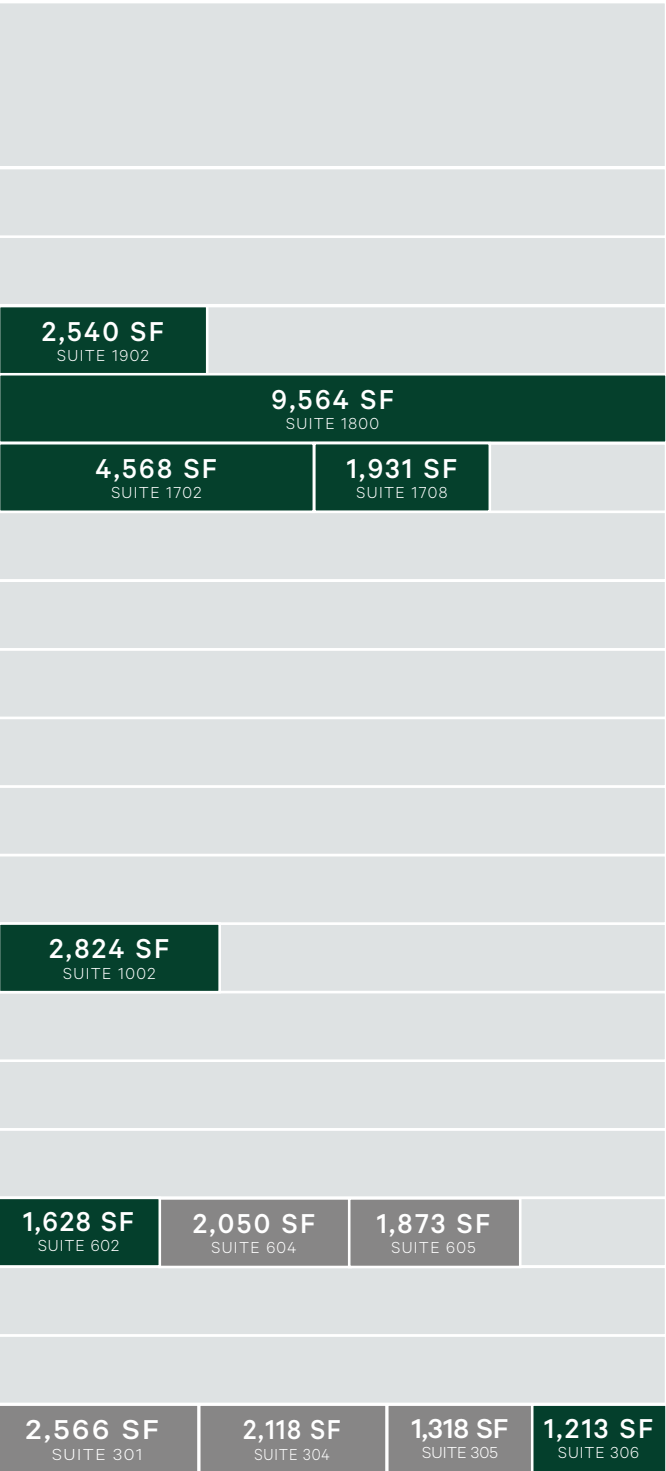 2,540 SF
SUITE 1902
9,564 SF
SUITE 1800
4,568 SF
SUITE 1702
1,931 SF
SUITE 1708
2,824 SF
SUITE 1002
1,628 SF
SUITE 602
2,050 SF
SUITE 604
1,873 SF
SUITE 605
2,566 SF
SUITE 301
2,118 SF
SUITE 304
1,318 SF
SUITE 305
1,213 SF
SUITE 306